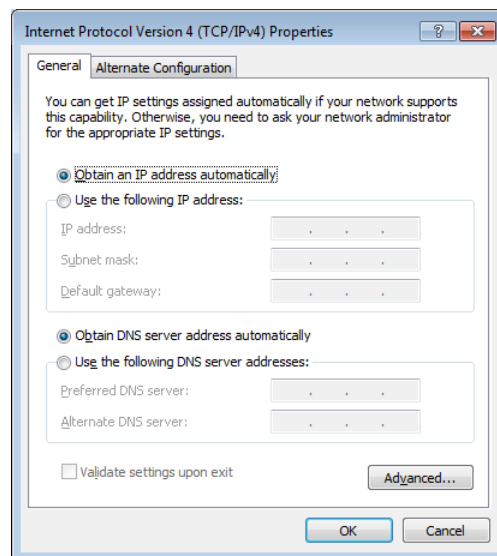 Internet Protocol Version 4 (TCP/IPv4) Properties
General
Alternate Configuration
You can get IP settings assigned automatically if your network supports
this capability. Otherwise, you need to ask your network administrator
for the appropriate IP settings.
Obtain an IP address automatically
Use the following IP address:
IP address:
Subnet mask:
Default gateway:
Obtain DNS server address automatically
Use the following DNS server addresses:
Preferred DNS server:
Alternate DNS server:
Validate settings upon exit
Advanced...
OK
Cancel